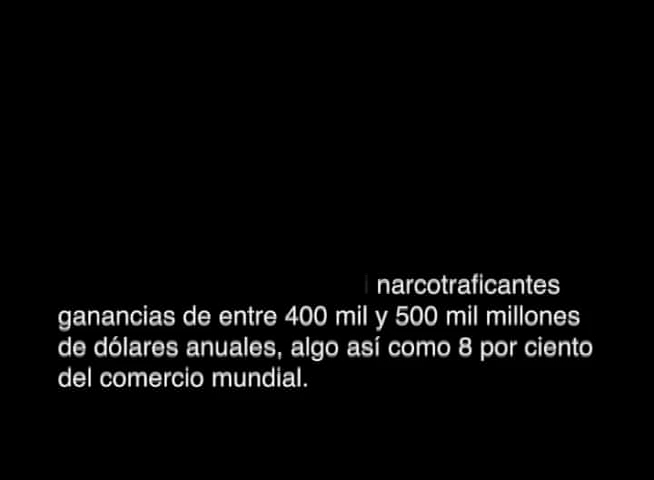 narcotraficantes
ganancias de entre 400 mil y 500 mil millones
de dólares anuales, algo así como 8 por ciento
del comercio mundial.